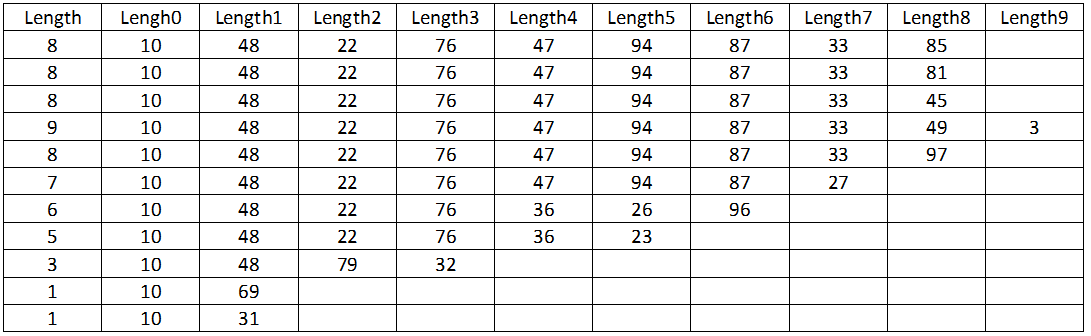 Length Lengh0 Length1 Length2 Length3 Length4 Length5 Length6 Length7 Length8 Length9
8 10 48 22 76 47 94 87 33 85
8 10 48 22 76 47 94 87 33 81
8 10 48 22 76 47 94 87 33 45
9 10 48 22 76 47 94 87 33 49 3
8 10 48 22 76 47 94 87 33 97
7 10 48 22 76 47 94 87 27
6 10 48 22 76 36 26 96
5 10 48 22 76 36 23
3 10 48 79 32
1 10 69
1 10 31